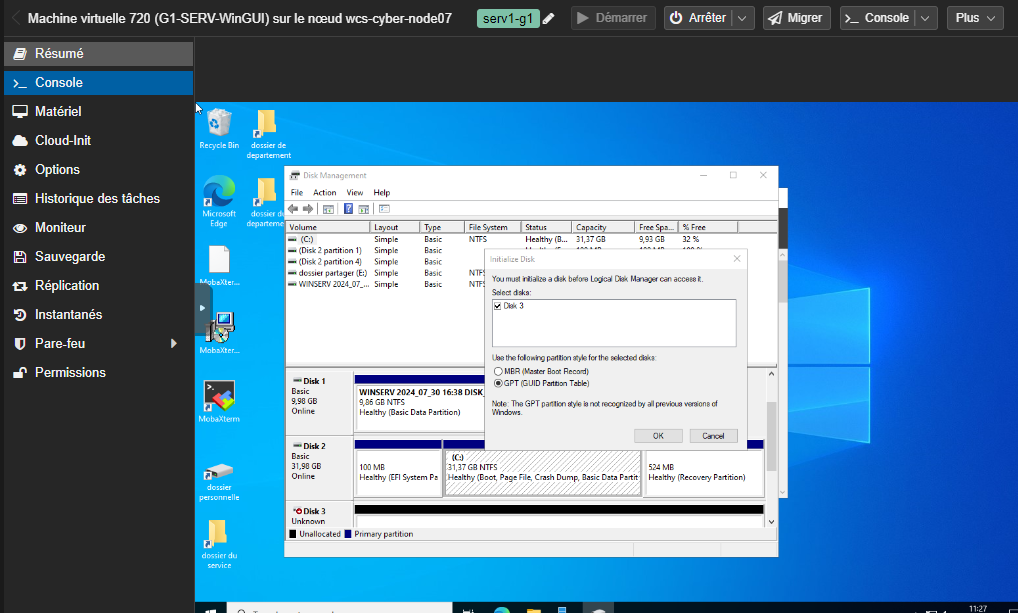 Machine virtuelle 720 (G1-SERV-WinGUI) sur le nœud wcs-cyber-node07
serv1-g1
Démarrer
Arrêter
Migrer
Console
Plus
Résumé
Console
Matériel
Cloud-Init
Options
Historique des tâches
Moniteur
Sauvegarde
Réplication
Instantanés
Pare-feu
Permissions
Recycle Bin
dossier de
departement
Microsoft
Edge
dossier de
departeme
MobaXter...
MobaXter...
MobaXterm
dossier
personnelle
dossier du
service
Disk Management
File Action View Help
Volume Layout Type File System Status Capacity Free Spa... % Free
(C:) Simple Basic NTFS Healthy (B... 31,37 GB 9,93 GB 32 %
(Disk 2 partition 1) Simple Basic
(Disk 2 partition 4) Simple Basic
dossier partager (E:) Simple Basic NTFS
WINSERV 2024_07_... Simple Basic NTFS
Initialize Disk
You must initialize a disk before Logical Disk Manager can access it.
Select disks:
Disk 3
Use the following partition style for the selected disks:
MBR (Master Boot Record)
GPT (GUID Partition Table)
Note: The GPT partition style is not recognized by all previous versions of
Windows.
OK
Cancel
Disk 1
Basic
9,98 GB
Online
WINSERV 2024_07_30 16:38 DISK_
9,86 GB NTFS
Healthy (Basic Data Partition)
Disk 2
Basic
31,98 GB
Online
100 MB
Healthy (EFI System Pa
(C:)
31,37 GB NTFS
Healthy (Boot, Page File, Crash Dump, Basic Data Partit
524 MB
Healthy (Recovery Partition)
Disk 3
Unknown
Unallocated Primary partition
11:27